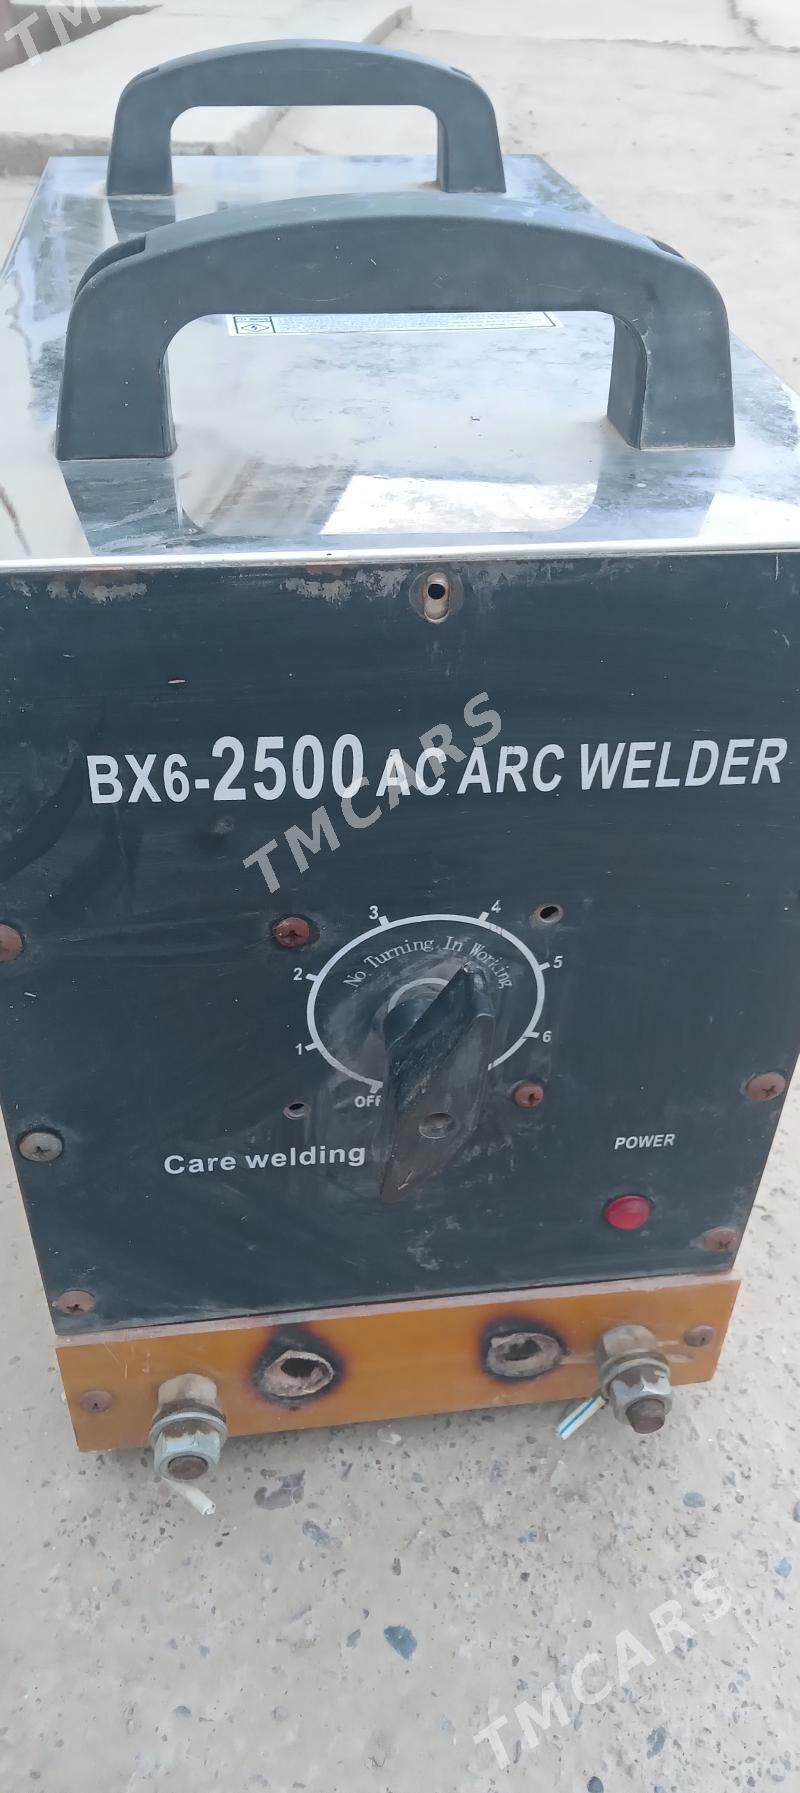 TMCARS
BX6-2500 AC ARC WELDER
TMCARS
No Turning In Working
OFF 1 2 3 4 5 6
Care welding
POWER
TMCARS